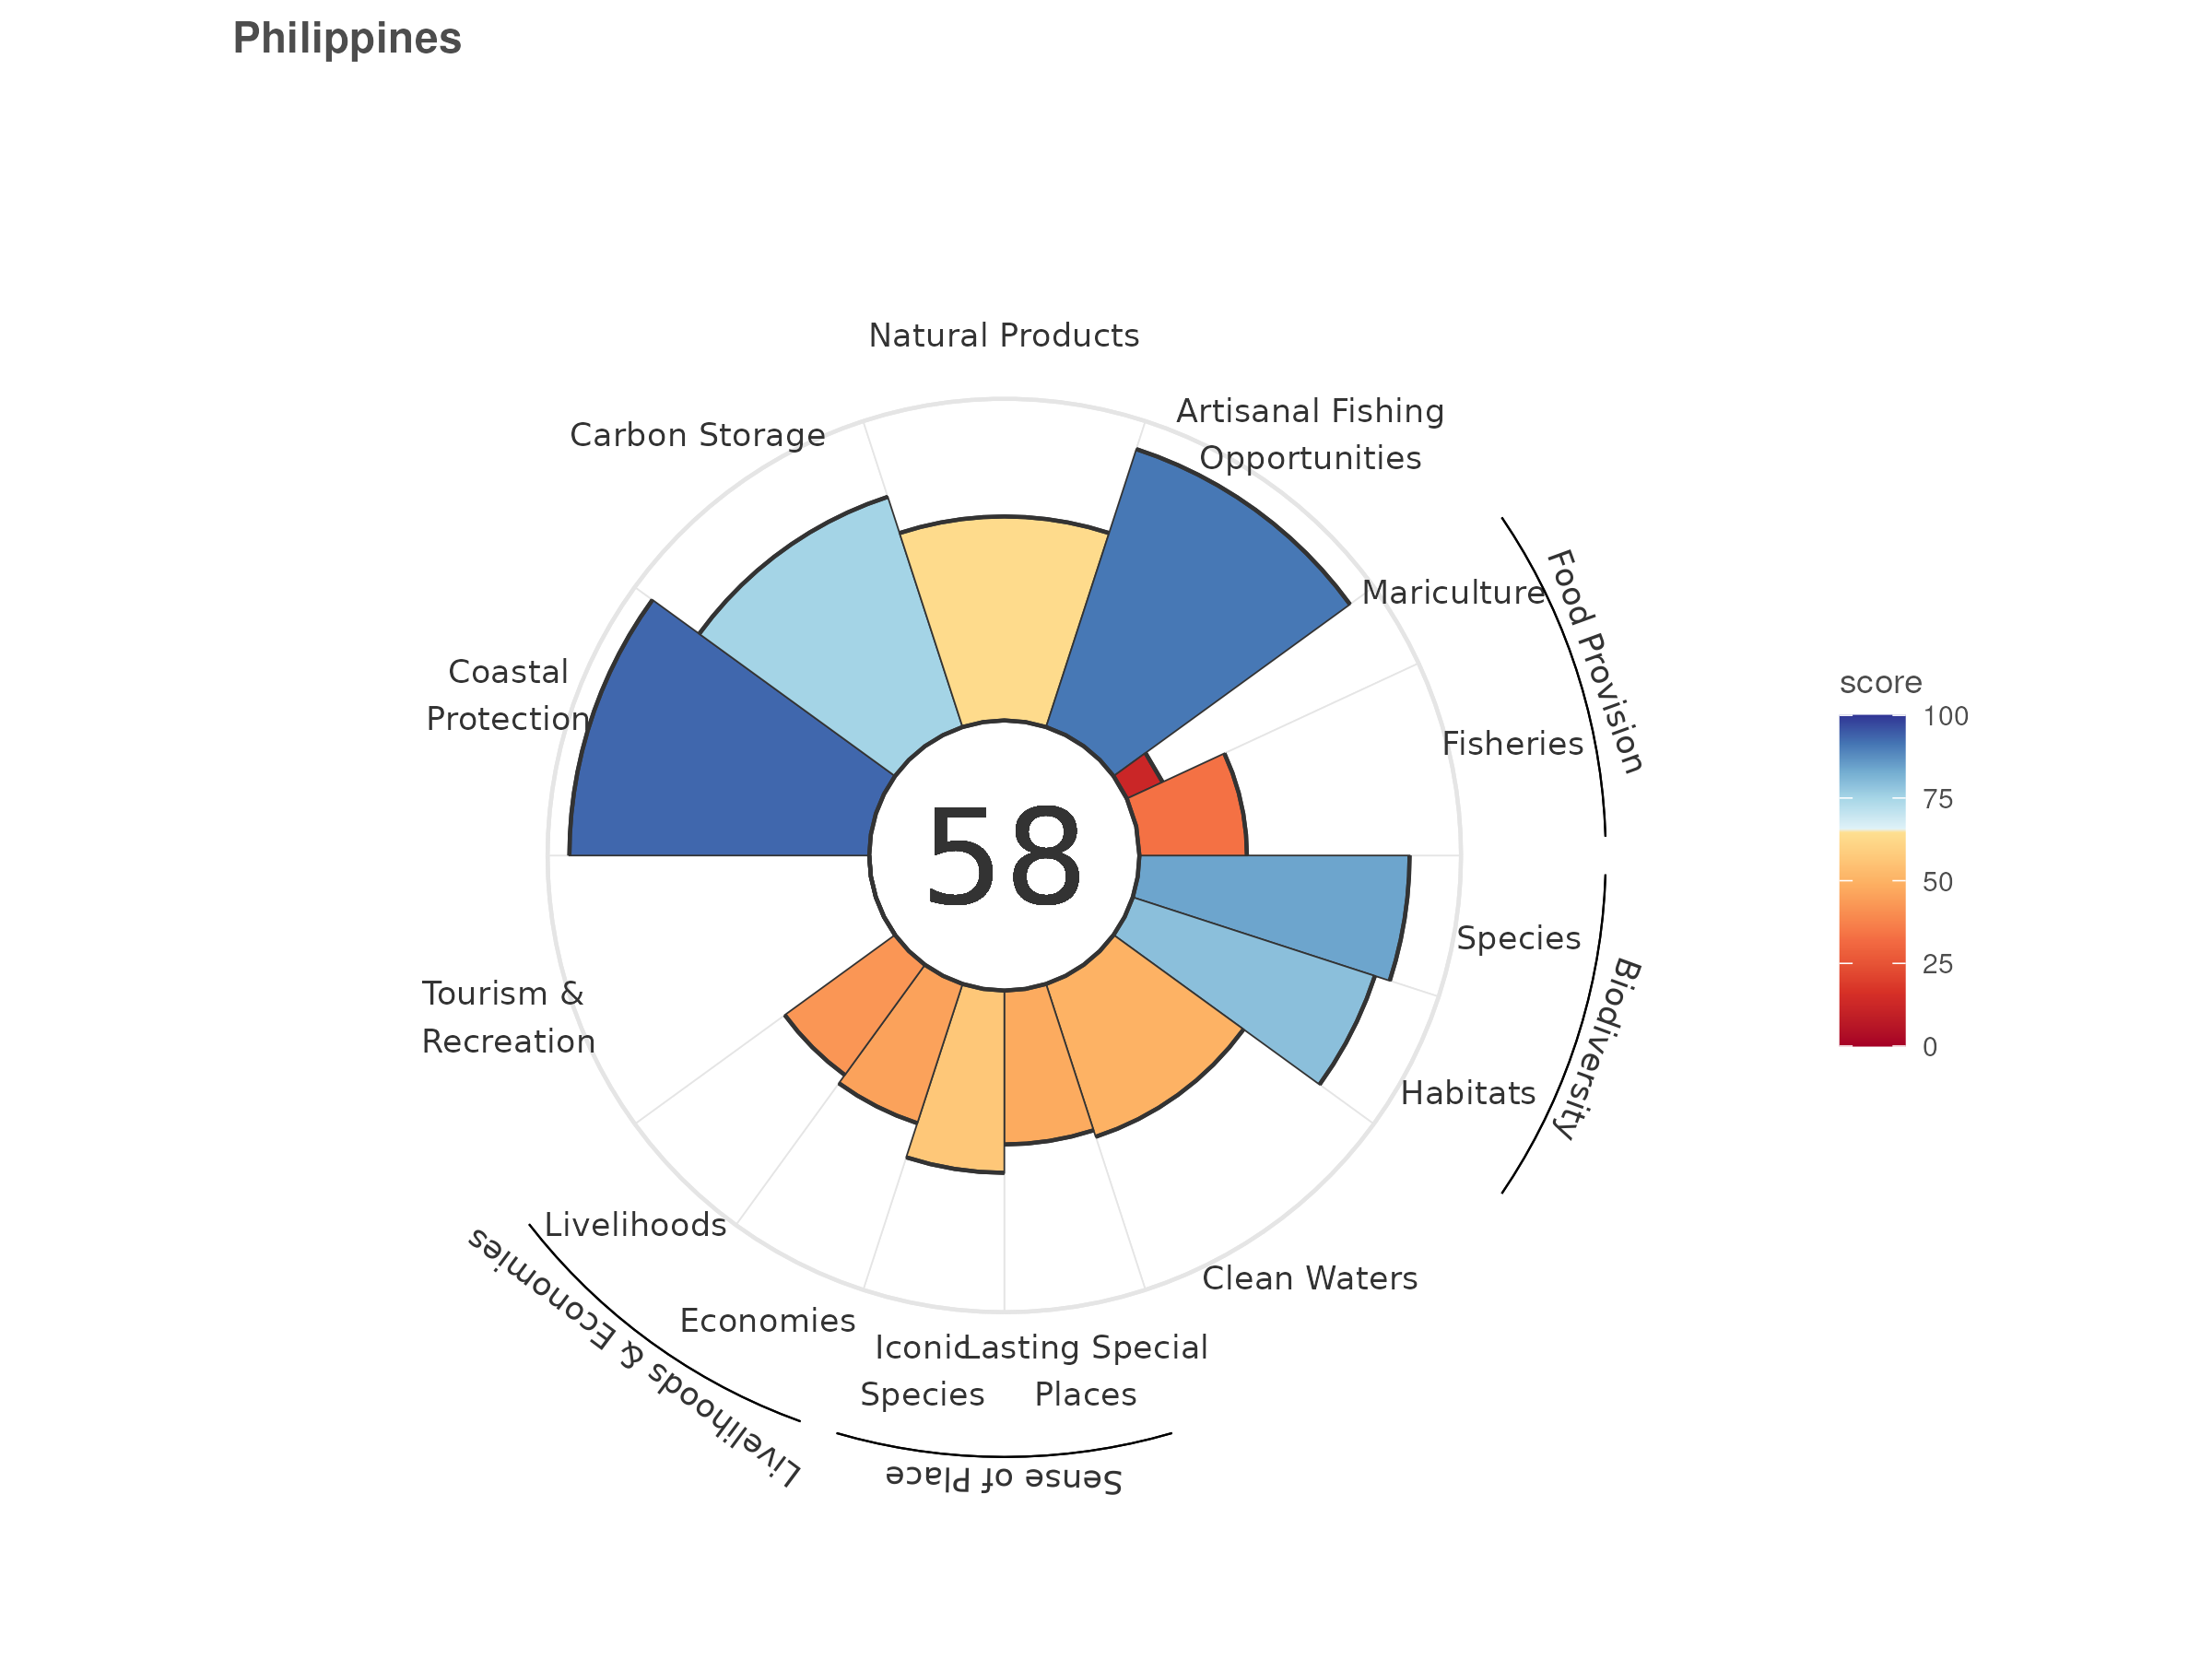 Philippines
Natural Products
Artisanal Fishing
Opportunities
Carbon Storage
Mariculture
Food Provision
Coastal
Protection
Fisheries
score
100
75
50
25
0
58
Species
Biodiversity
Tourism &
Recreation
Habitats
Livelihoods
Livelihoods & Economies
Clean Waters
Economies
Iconic
Species
Lasting Special
Places
Sense of Place